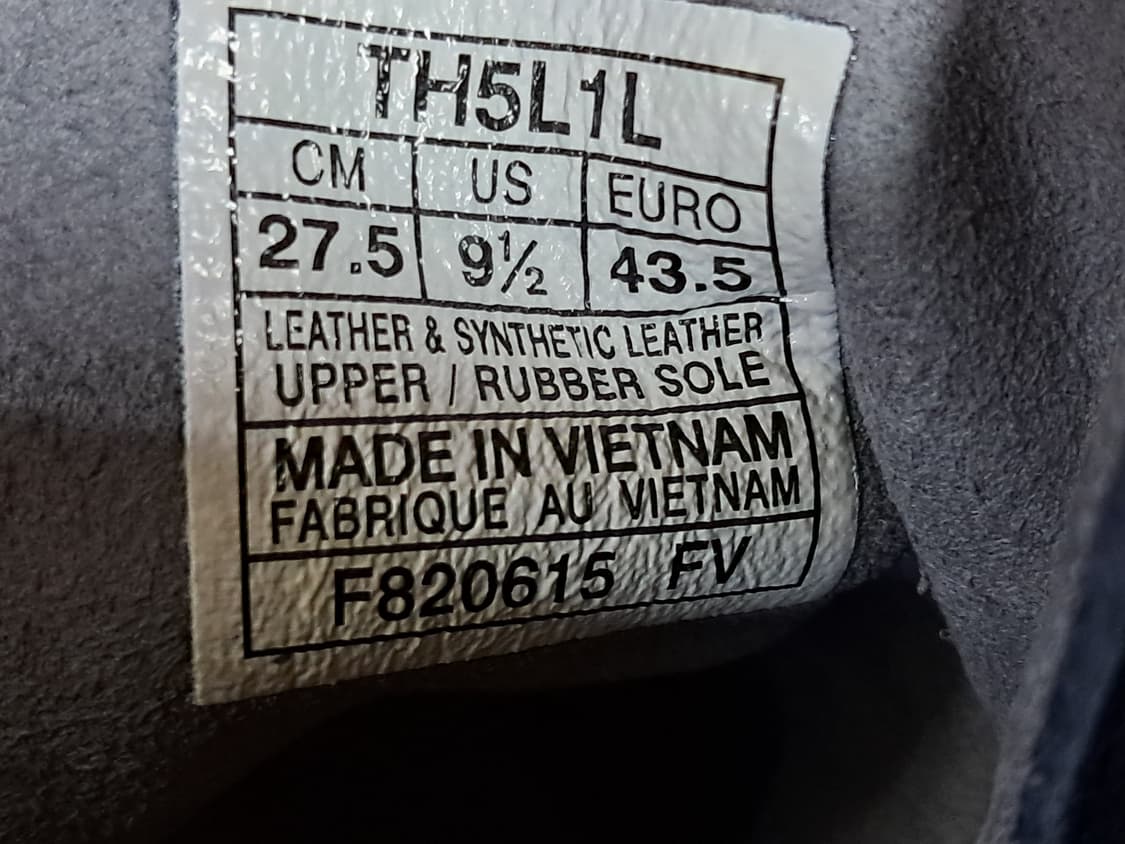 TH5L1L
CM US EURO
27.5 9½ 43.5
LEATHER & SYNTHETIC LEATHER
UPPER / RUBBER SOLE
MADE IN VIETNAM
FABRIQUE AU VIETNAM
F820615 FV